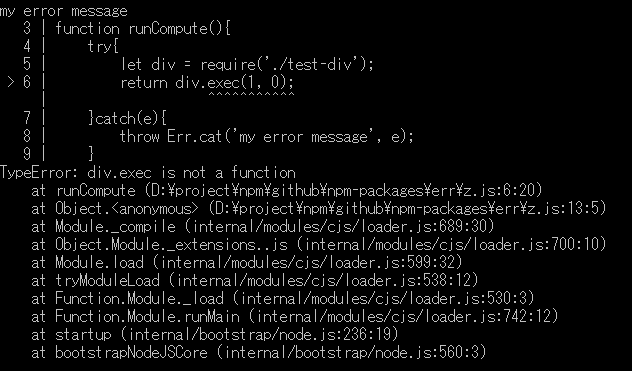 my error message
  3 | function runCompute(){
  4 |     try{
  5 |         let div = require('./test-div');
> 6 |         return div.exec(1, 0);
    |                ^^^^^^^^^^^^^^
  7 |     }catch(e){
  8 |         throw Err.cat('my error message', e);
  9 |     }
TypeError: div.exec is not a function
    at runCompute (D:¥project¥npm¥github¥npm-packages¥err¥z.js:6:20)
    at Object.<anonymous> (D:¥project¥npm¥github¥npm-packages¥err¥z.js:13:5)
    at Module._compile (internal/modules/cjs/loader.js:689:30)
    at Object.Module._extensions..js (internal/modules/cjs/loader.js:700:10)
    at Module.load (internal/modules/cjs/loader.js:599:32)
    at tryModuleLoad (internal/modules/cjs/loader.js:538:12)
    at Function.Module._load (internal/modules/cjs/loader.js:530:3)
    at Function.Module.runMain (internal/modules/cjs/loader.js:742:12)
    at startup (internal/bootstrap/node.js:236:19)
    at bootstrapNodeJSCore (internal/bootstrap/node.js:560:3)